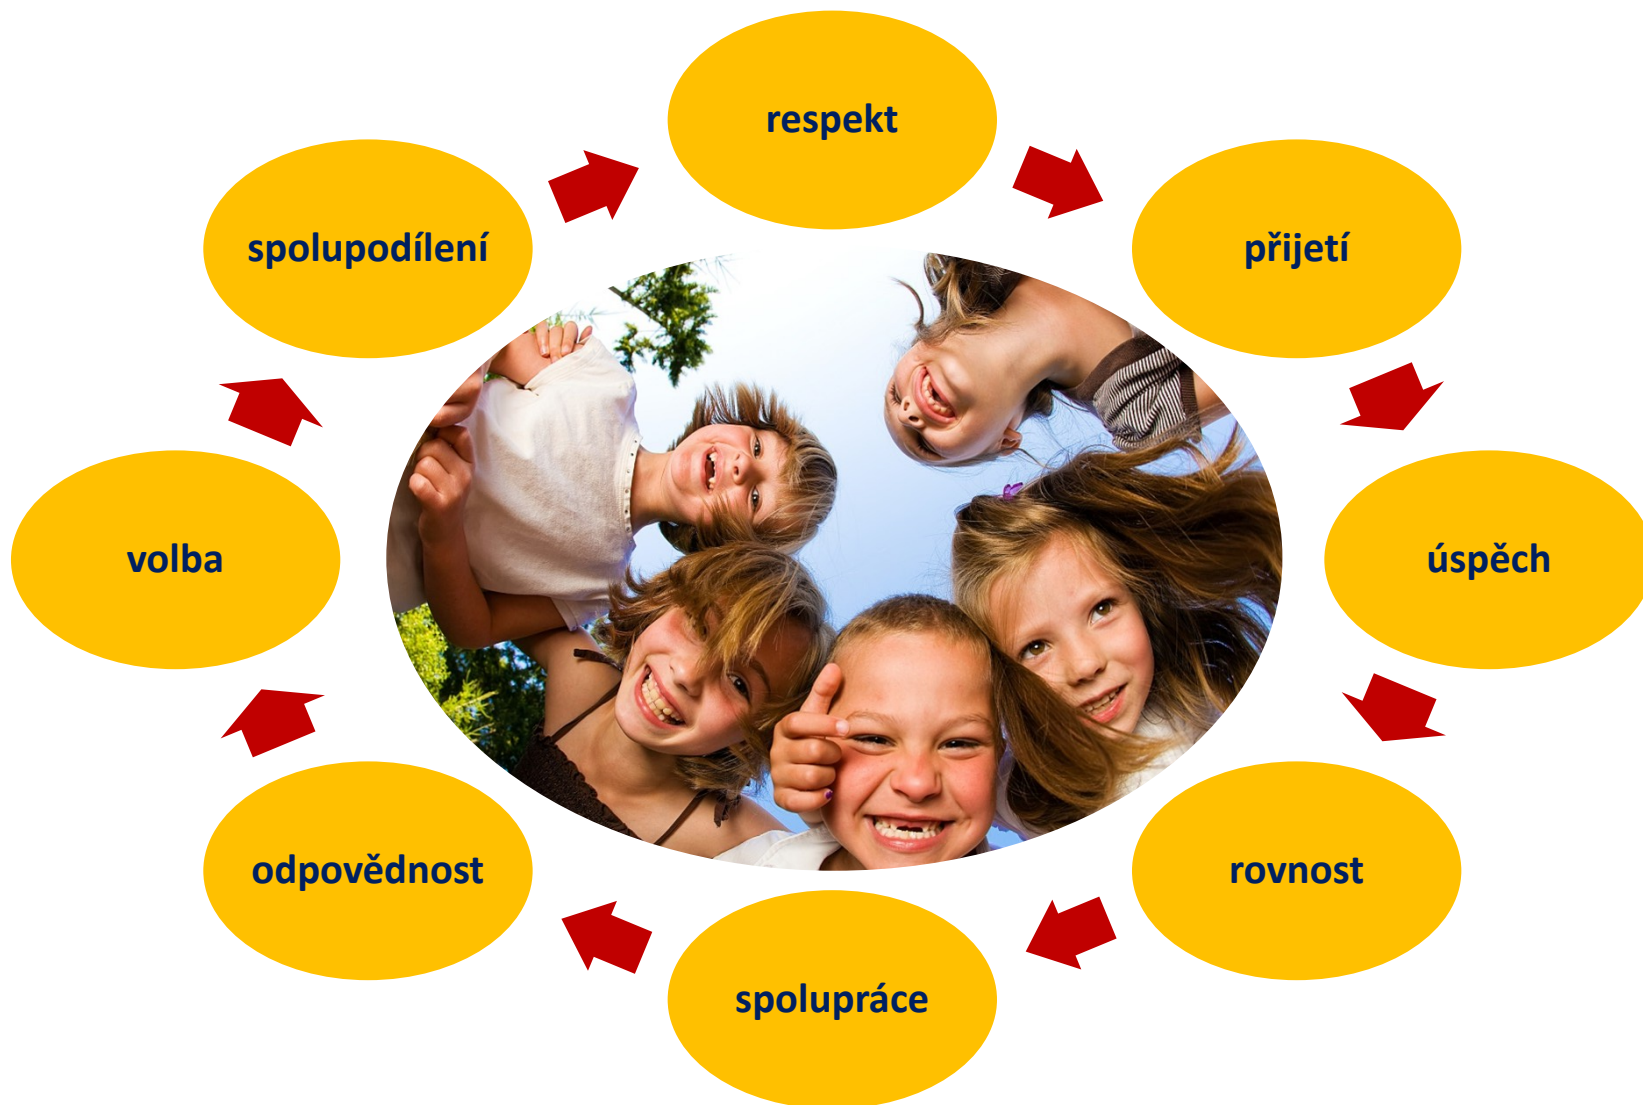 respekt
přijetí
úspěch
rovnost
spolupráce
odpovědnost
volba
spolupodílení